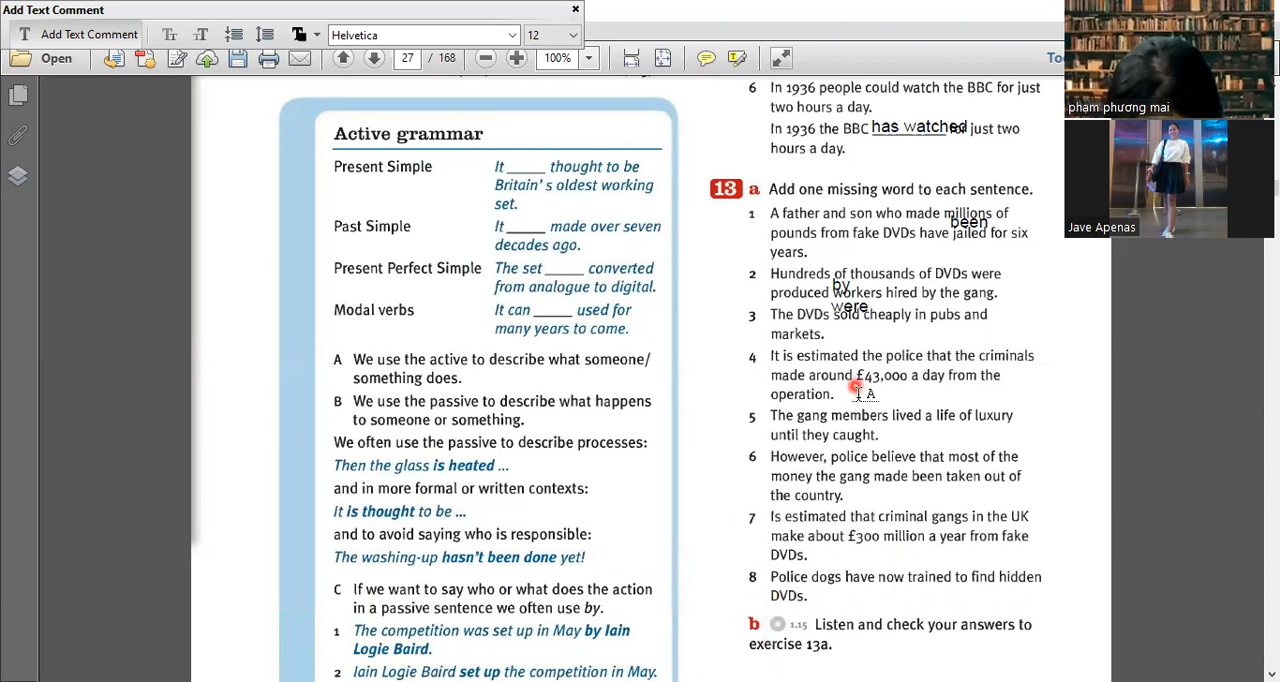 Add Text Comment
Add Text Comment
Helvetica
12
Open
27 / 168
100%
Active grammar
Present Simple
It _____ thought to be
Britain's oldest working
set.
Past Simple
It _____ made over seven
decades ago.
Present Perfect Simple
The set _____ converted
from analogue to digital.
Modal verbs
It can _____ used for
many years to come.
A We use the active to describe what someone/
something does.
B We use the passive to describe what happens
to someone or something.
We often use the passive to describe processes:
Then the glass is heated ...
and in more formal or written contexts:
It is thought to be ...
and to avoid saying who is responsible:
The washing-up hasn't been done yet!
C If we want to say who or what does the action
in a passive sentence we often use by.
1 The competition was set up in May by Iain
Logie Baird.
2 Iain Logie Baird set up the competition in May.
6 In 1936 people could watch the BBC for just
two hours a day.
In 1936 the BBC has watched for just two
hours a day.
13 a Add one missing word to each sentence.
1 A father and son who made millions of
been
pounds from fake DVDs have jailed for six
years.
2 Hundreds of thousands of DVDs were
by
produced workers hired by the gang.
were
3 The DVDs sold cheaply in pubs and
markets.
4 It is estimated the police that the criminals
made around £43,000 a day from the
operation.
A
5 The gang members lived a life of luxury
until they caught.
6 However, police believe that most of the
money the gang made been taken out of
the country.
7 Is estimated that criminal gangs in the UK
make about £300 million a year from fake
DVDs.
8 Police dogs have now trained to find hidden
DVDs.
b 1.15 Listen and check your answers to
exercise 13a.
phạm phương mai
Jave Apenas